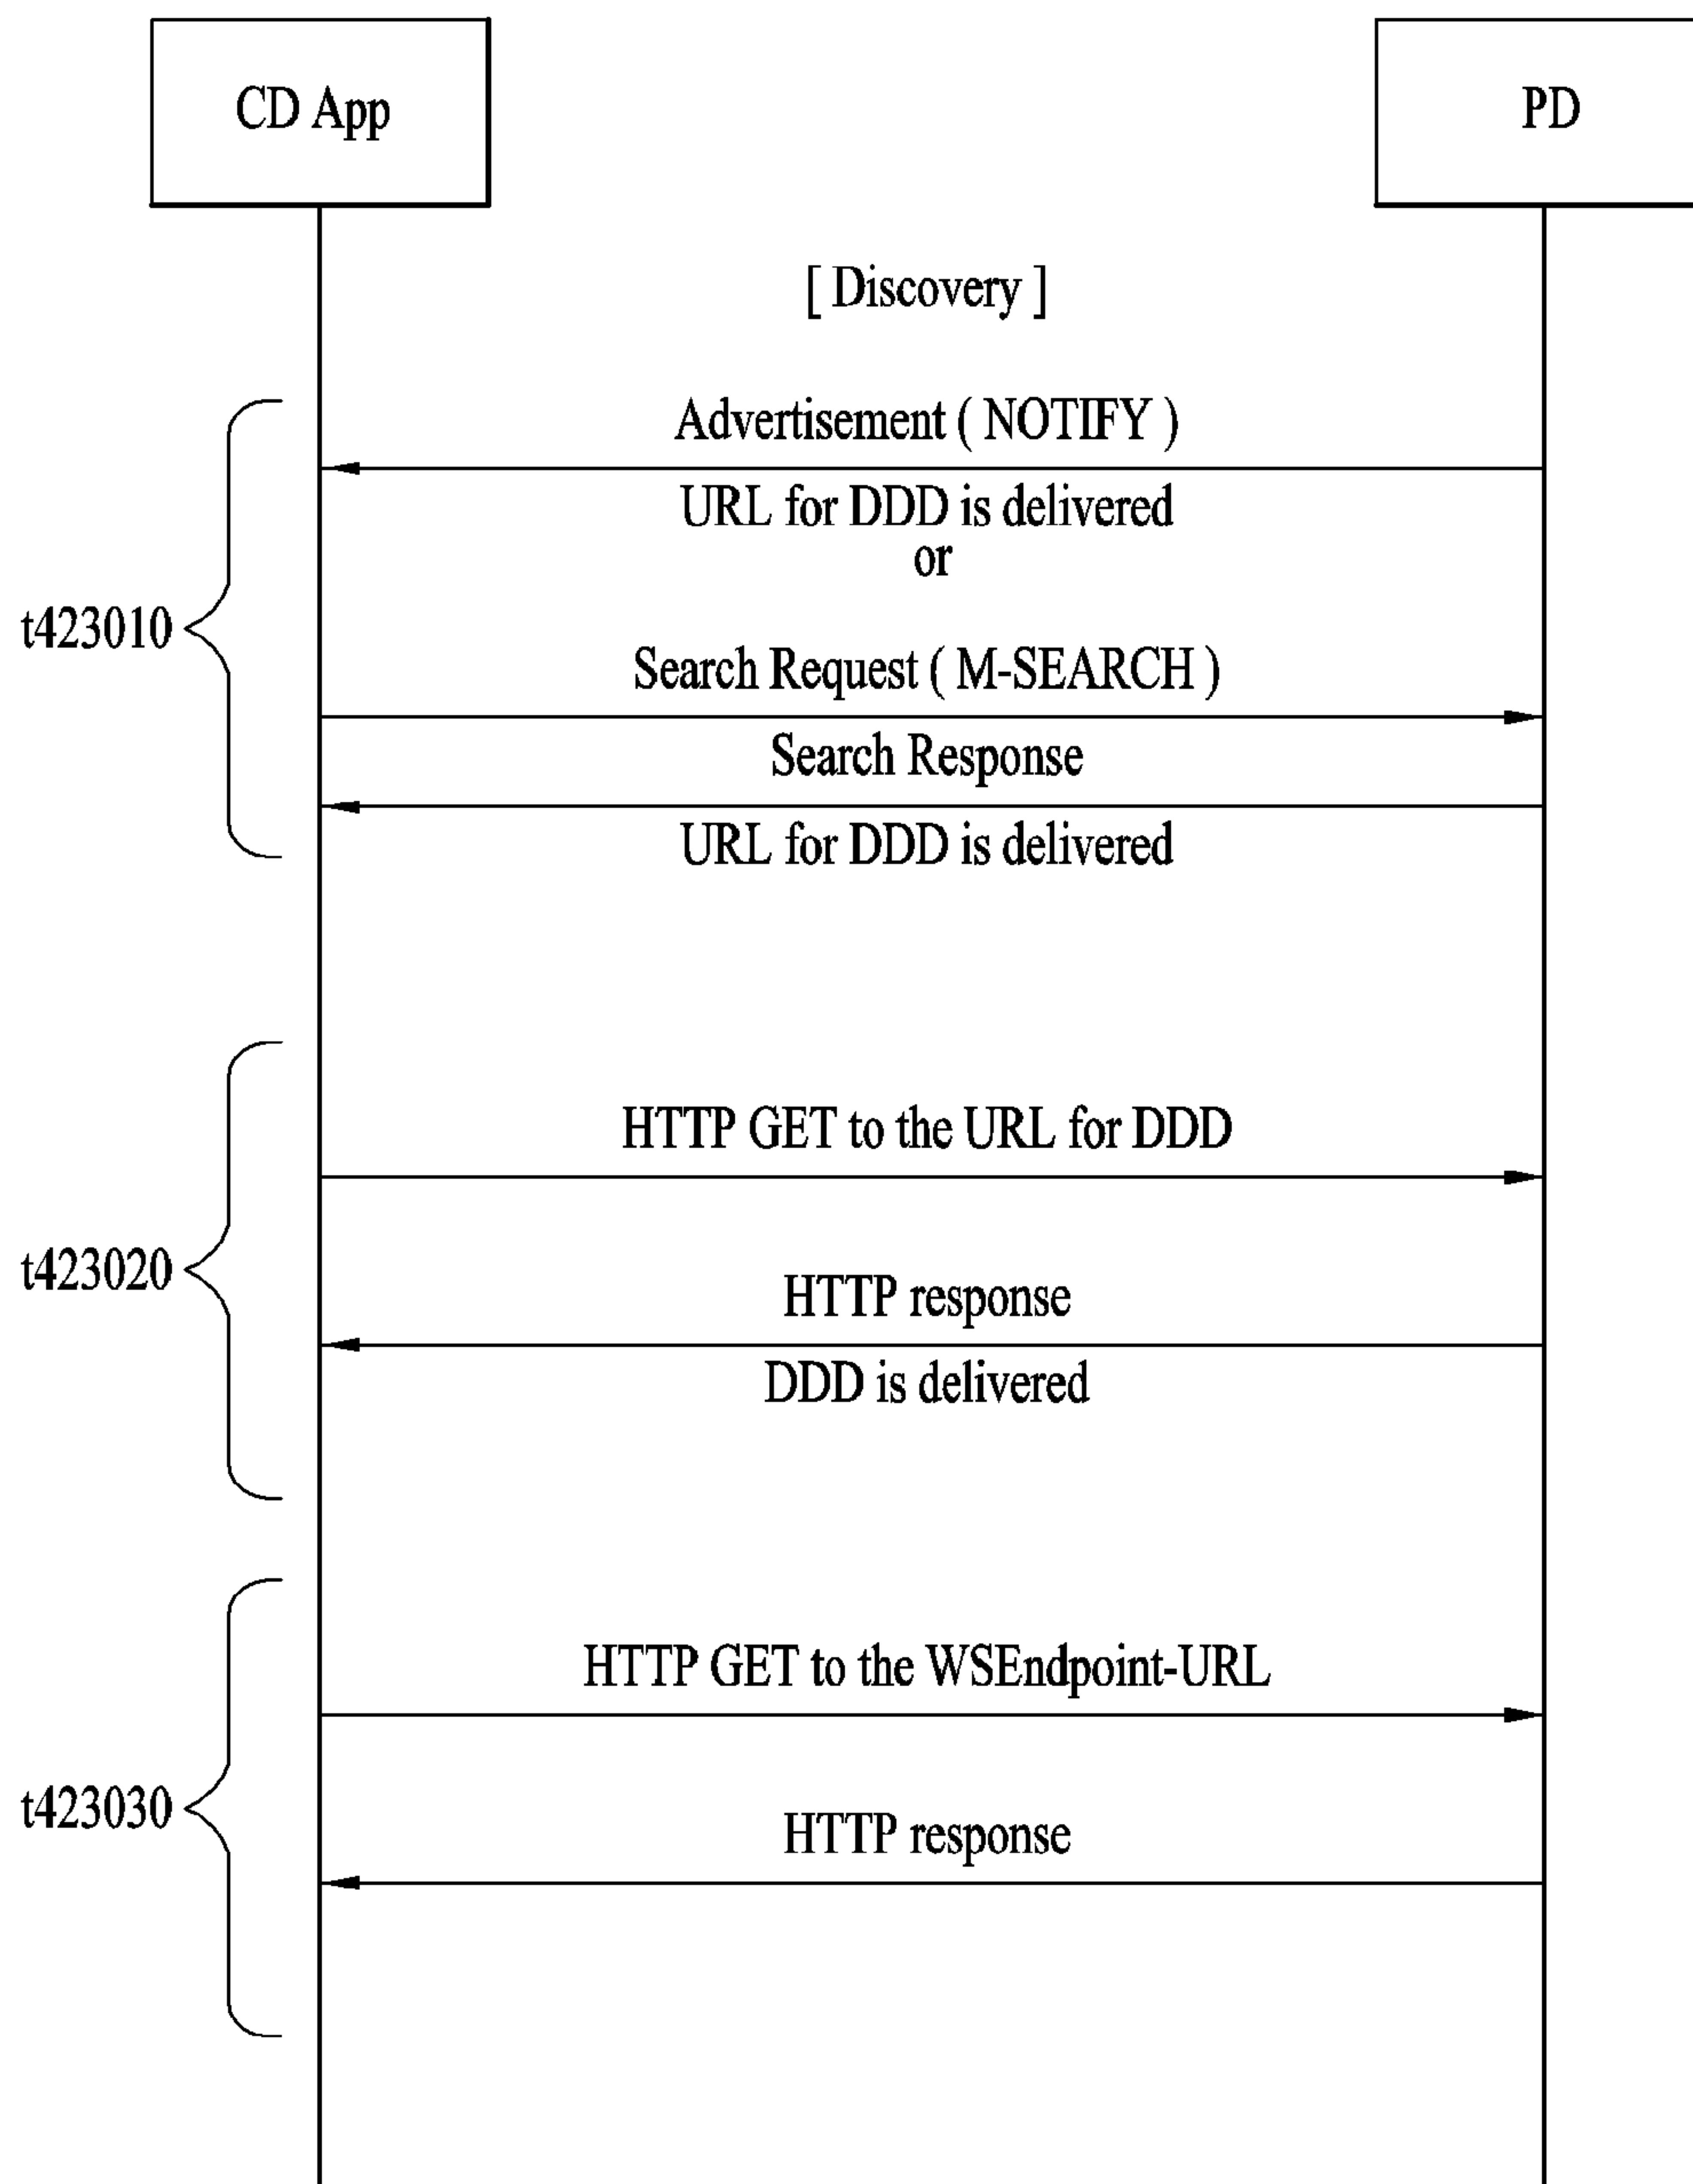 CD App
PD
[ Discovery ]
Advertisement ( NOTIFY )
URL for DDD is delivered
or
t423010
Search Request ( M-SEARCH )
Search Response
URL for DDD is delivered
HTTP GET to the URL for DDD
t423020
HTTP response
DDD is delivered
HTTP GET to the WSEndpoint-URL
t423030
HTTP response